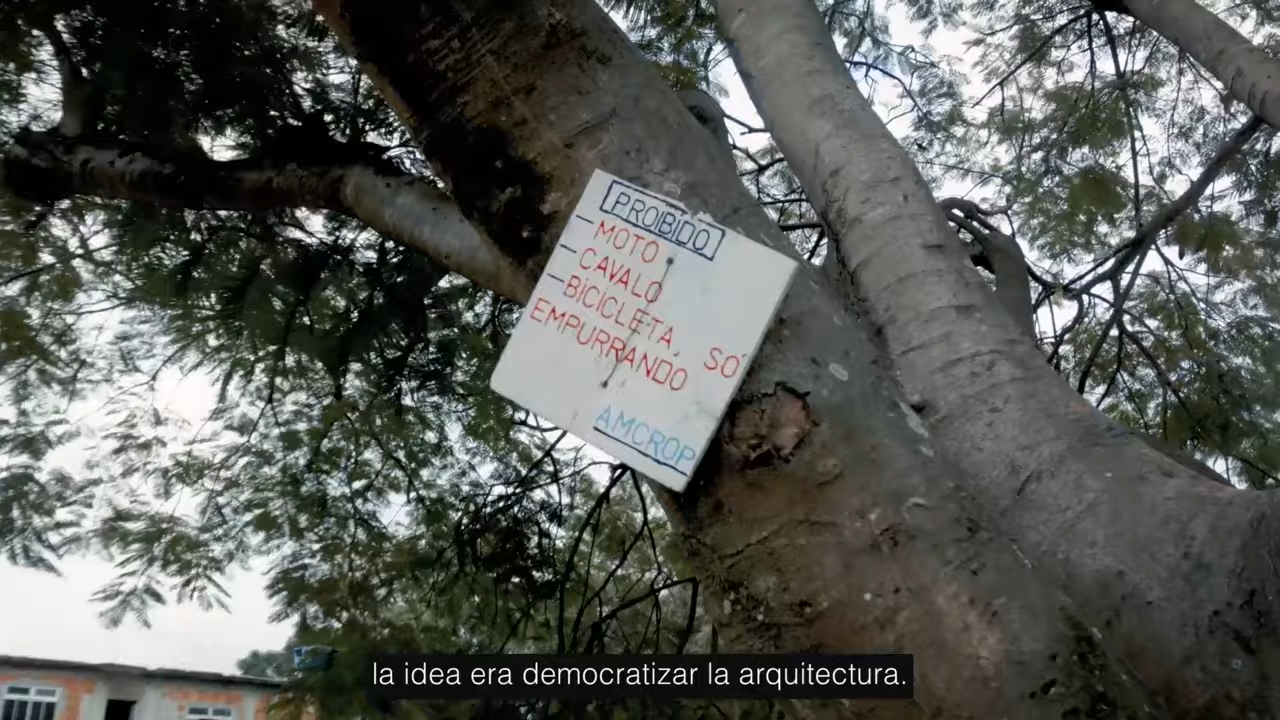 PROIBIDO
- MOTO
- CAVALO
- BICICLETA, SÓ
EMPURRANDO
AMCROP
la idea era democratizar la arquitectura.